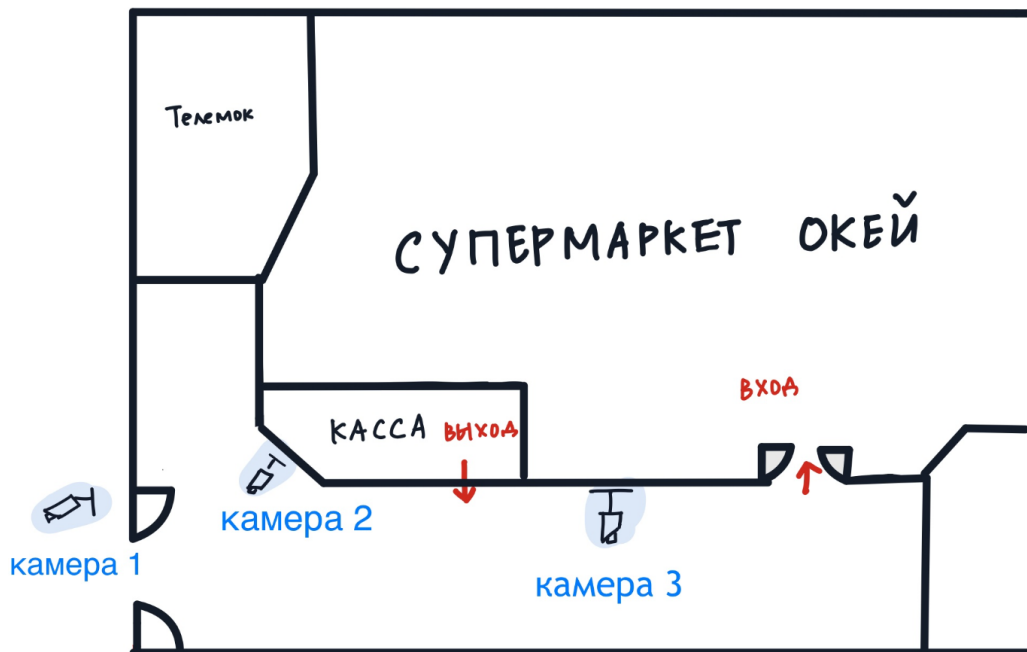 Телемок
СУПЕРМАРКЕТ ОКЕЙ
ВХОД
КАССА ВЫХОД
камера 2
камера 1
камера 3